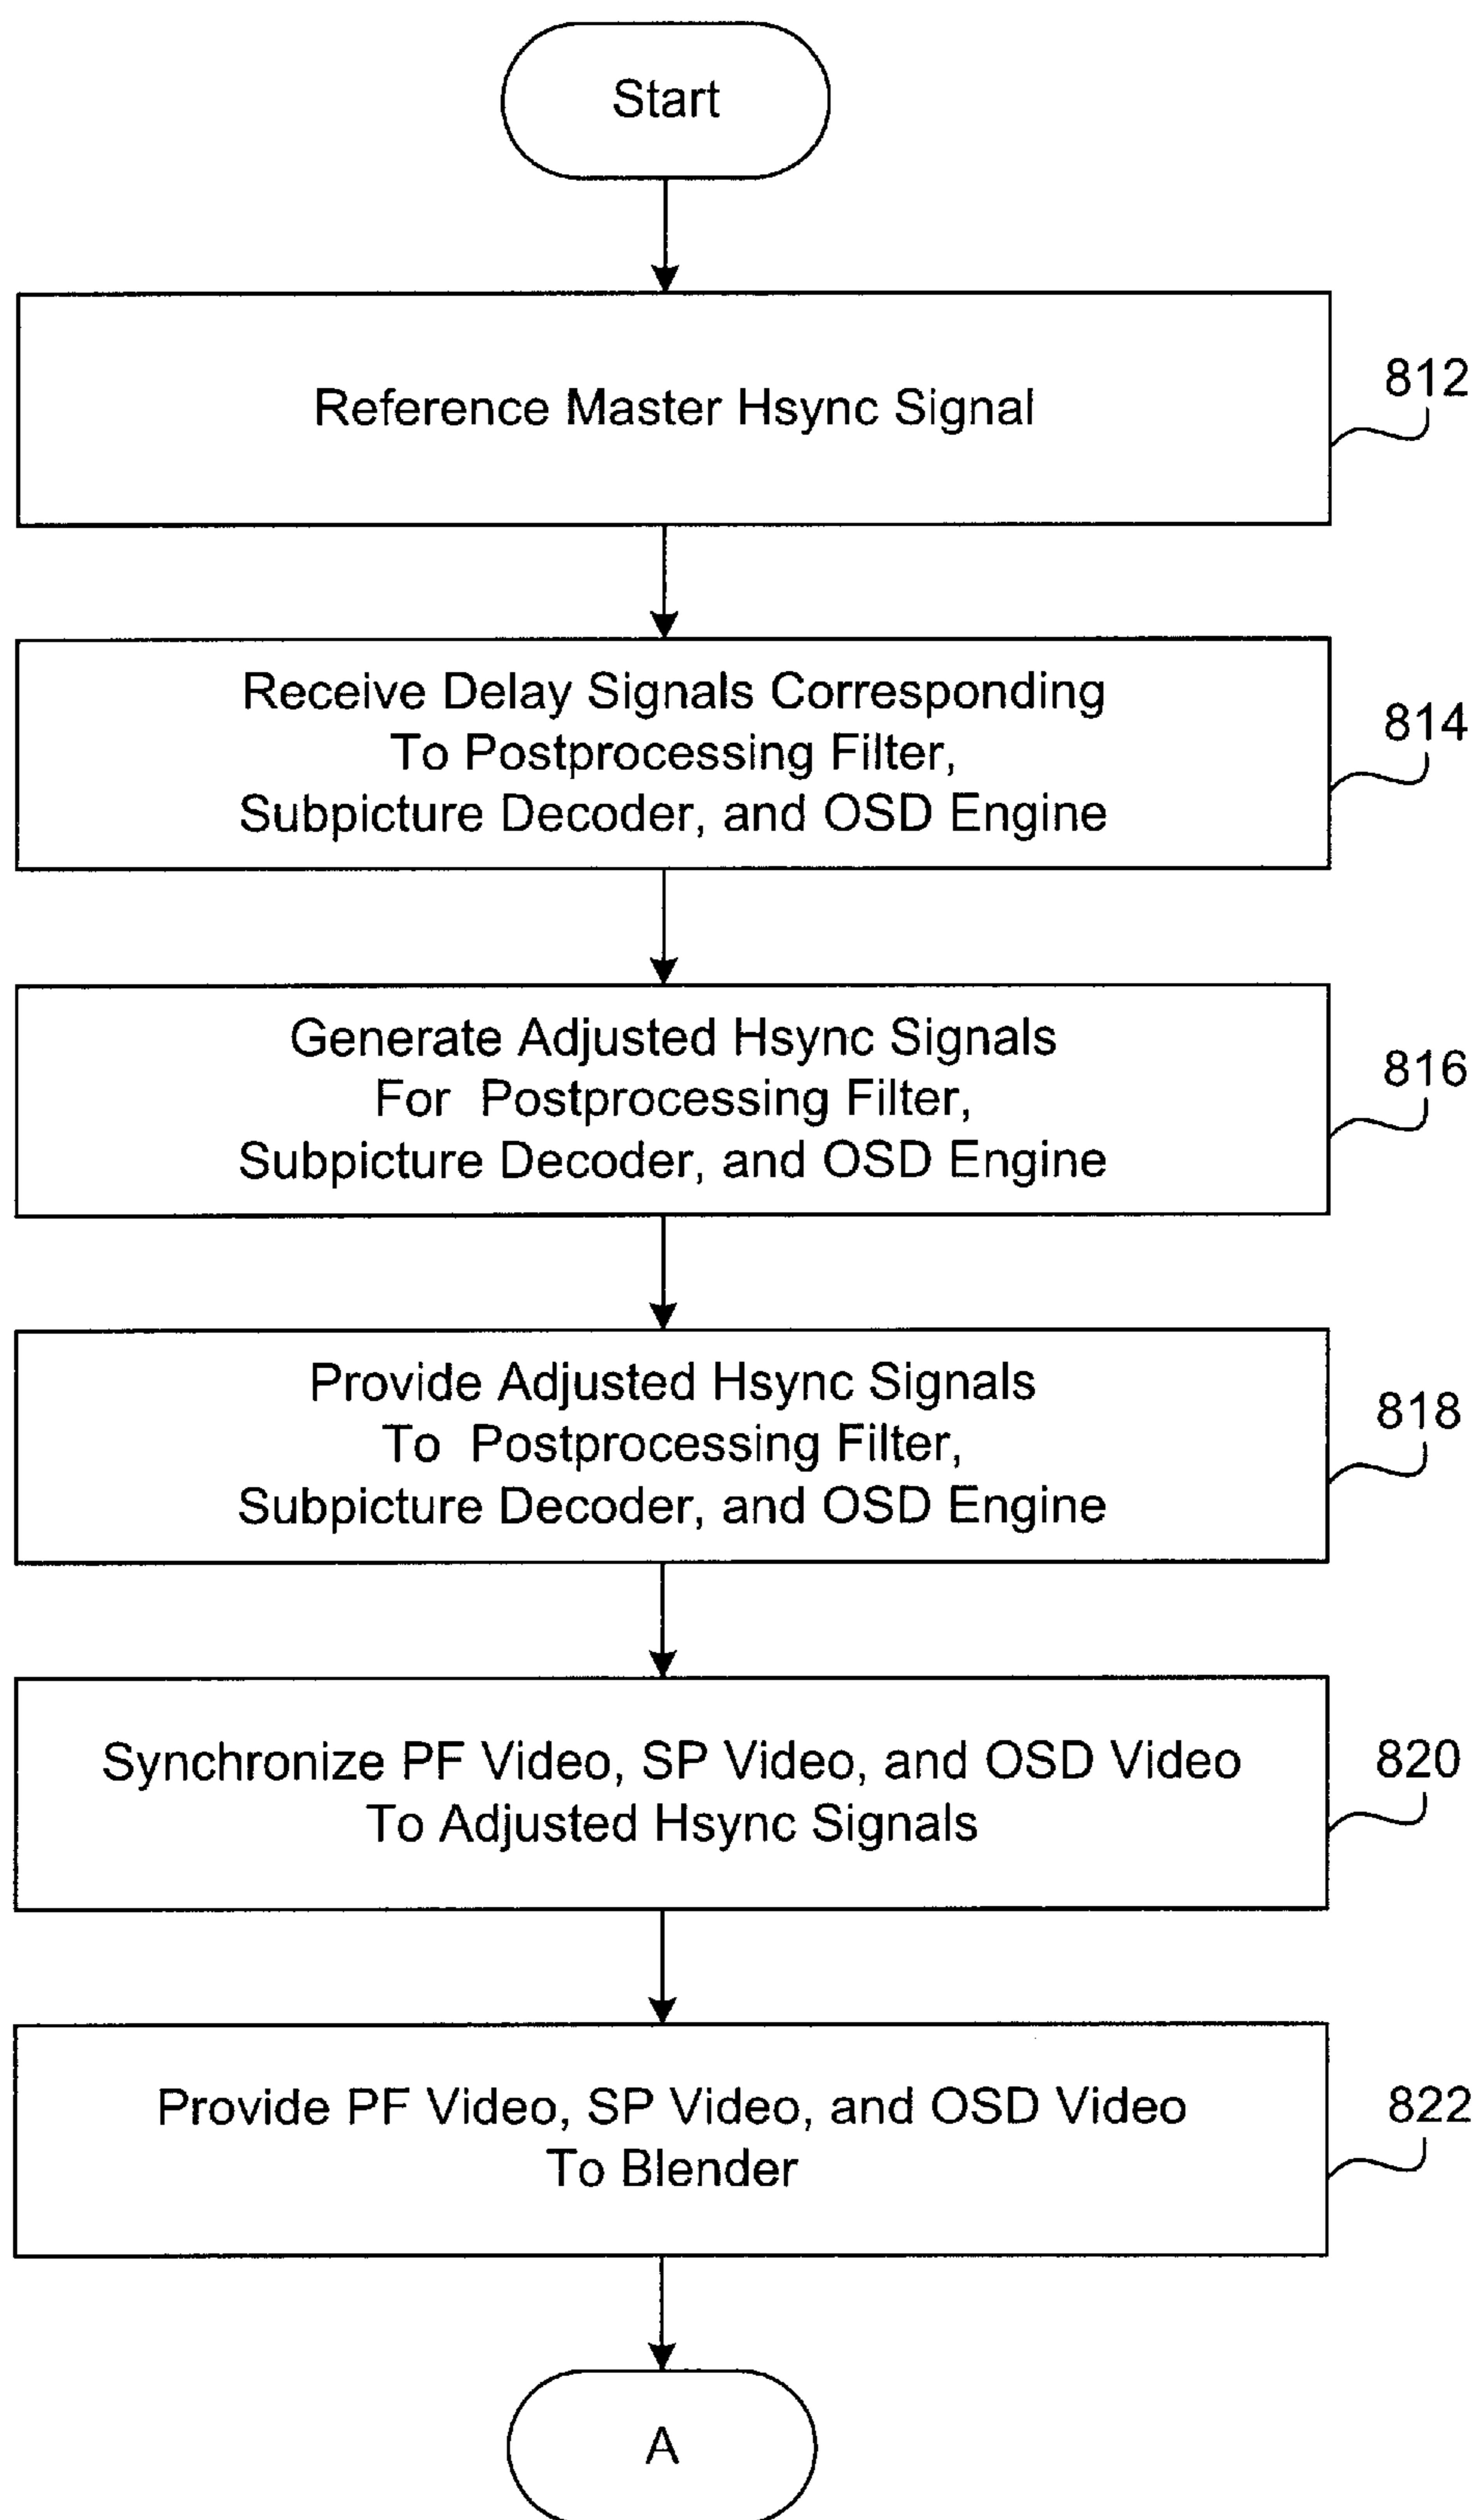 Start
Reference Master Hsync Signal
812
Receive Delay Signals Corresponding
To Postprocessing Filter,
Subpicture Decoder, and OSD Engine
814
Generate Adjusted Hsync Signals
For Postprocessing Filter,
Subpicture Decoder, and OSD Engine
816
Provide Adjusted Hsync Signals
To Postprocessing Filter,
Subpicture Decoder, and OSD Engine
818
Synchronize PF Video, SP Video, and OSD Video
To Adjusted Hsync Signals
820
Provide PF Video, SP Video, and OSD Video
To Blender
822
A